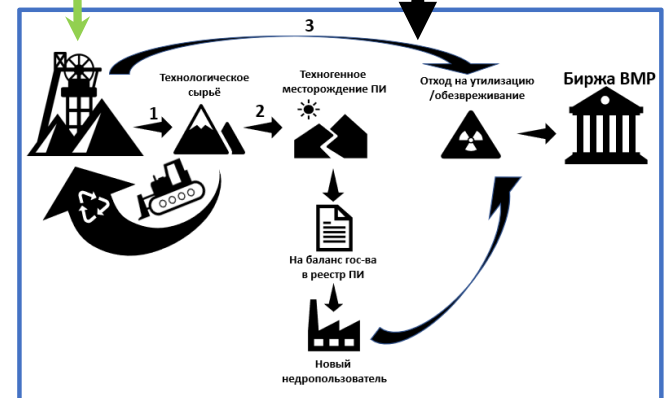 3
Технологическое
сырьё
Техногенное
месторождение ПИ
Отход на утилизацию
/обезвреживание
Биржа ВМР
1
2
На баланс гос-ва
в реестр ПИ
Новый
недропользователь